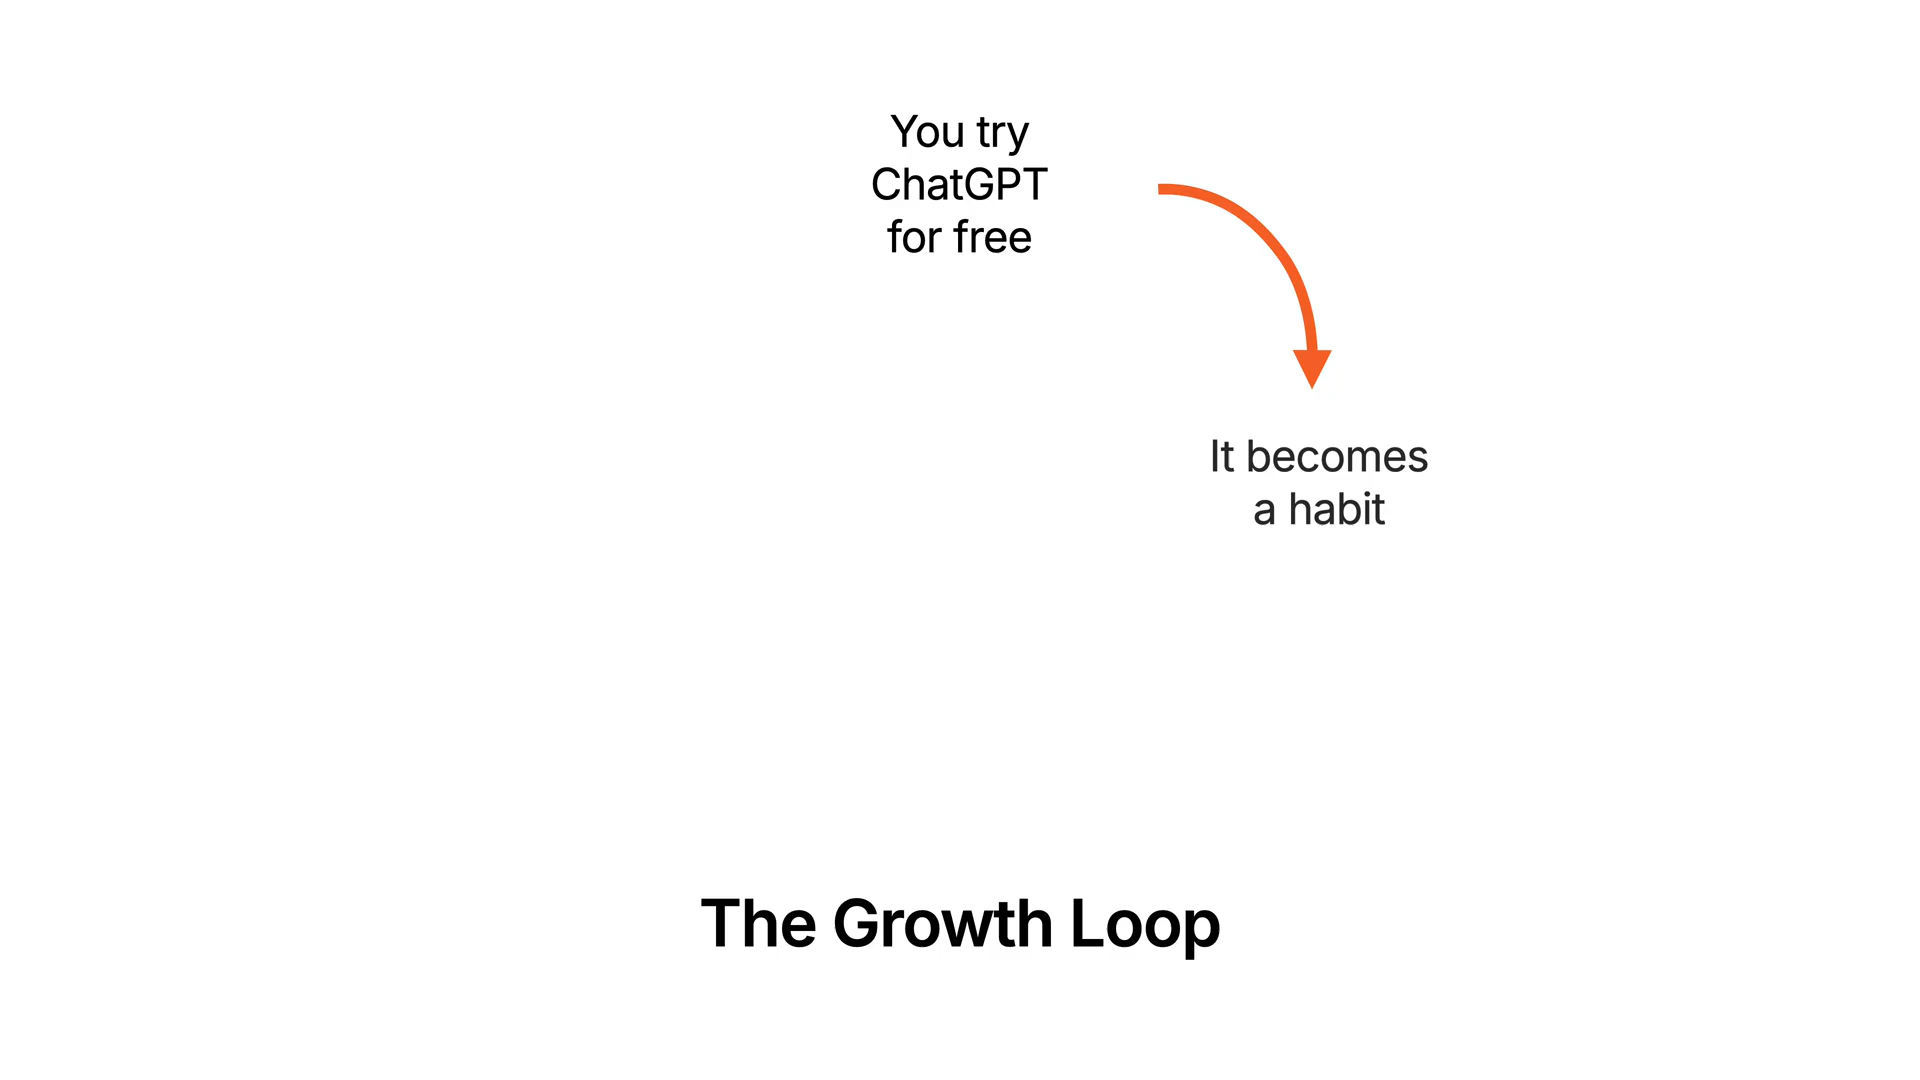 You try
ChatGPT
for free
It becomes
a habit
The Growth Loop